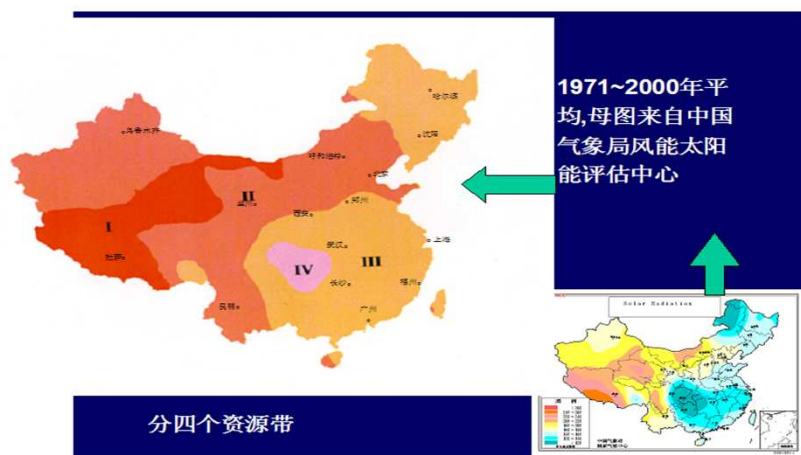 1971~2000年平
均,母图来自中国
气象局风能太阳
能评估中心
哈尔滨
乌鲁木齐
沈阳
呼和浩特
北京
II
兰州
郑州
西安
I
上海
拉萨
武汉
III
IV
长沙
福州
昆明
广州
Solar Radiation
分四个资源带